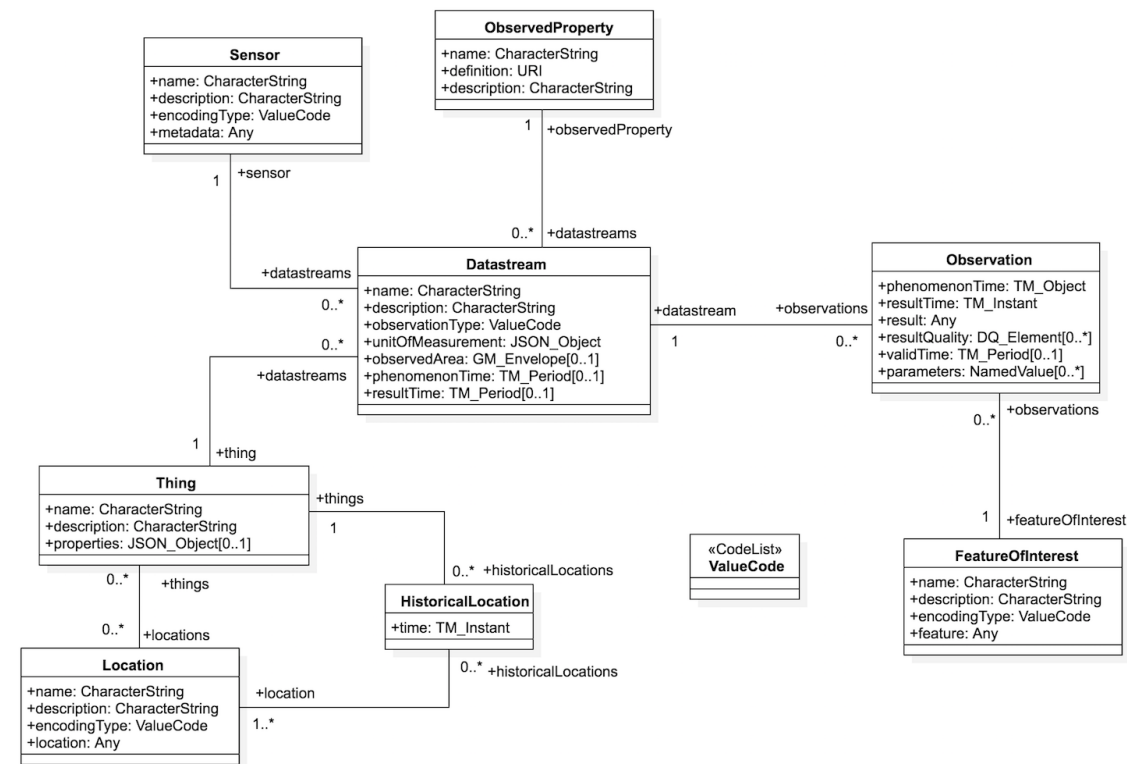 ObservedProperty
+name: CharacterString
+definition: URI
+description: CharacterString
Sensor
+name: CharacterString
+description: CharacterString
+encodingType: ValueCode
+metadata: Any
1
+observedProperty
+sensor
1
0..*
+datastreams
+datastreams
0..*
Datastream
+name: CharacterString
+description: CharacterString
+observationType: ValueCode
+unitOfMeasurement: JSON_Object
+observedArea: GM_Envelope[0..1]
+phenomenonTime: TM_Period[0..1]
+resultTime: TM_Period[0..1]
+datastream
1
+observations
0..*
Observation
+phenomenonTime: TM_Object
+resultTime: TM_Instant
+result: Any
+resultQuality: DQ_Element[0..*]
+validTime: TM_Period[0..1]
+parameters: NamedValue[0..*]
0..*
+datastreams
0..*
+observations
1
+thing
Thing
+name: CharacterString
+description: CharacterString
+properties: JSON_Object[0..1]
+things
1
1
+featureOfInterest
«CodeList»
ValueCode
FeatureOfInterest
+name: CharacterString
+description: CharacterString
+encodingType: ValueCode
+feature: Any
0..*
+things
0..*
+historicalLocations
HistoricalLocation
+time: TM_Instant
0..*
+locations
0..*
+historicalLocations
Location
+name: CharacterString
+description: CharacterString
+encodingType: ValueCode
+location: Any
+location
1..*